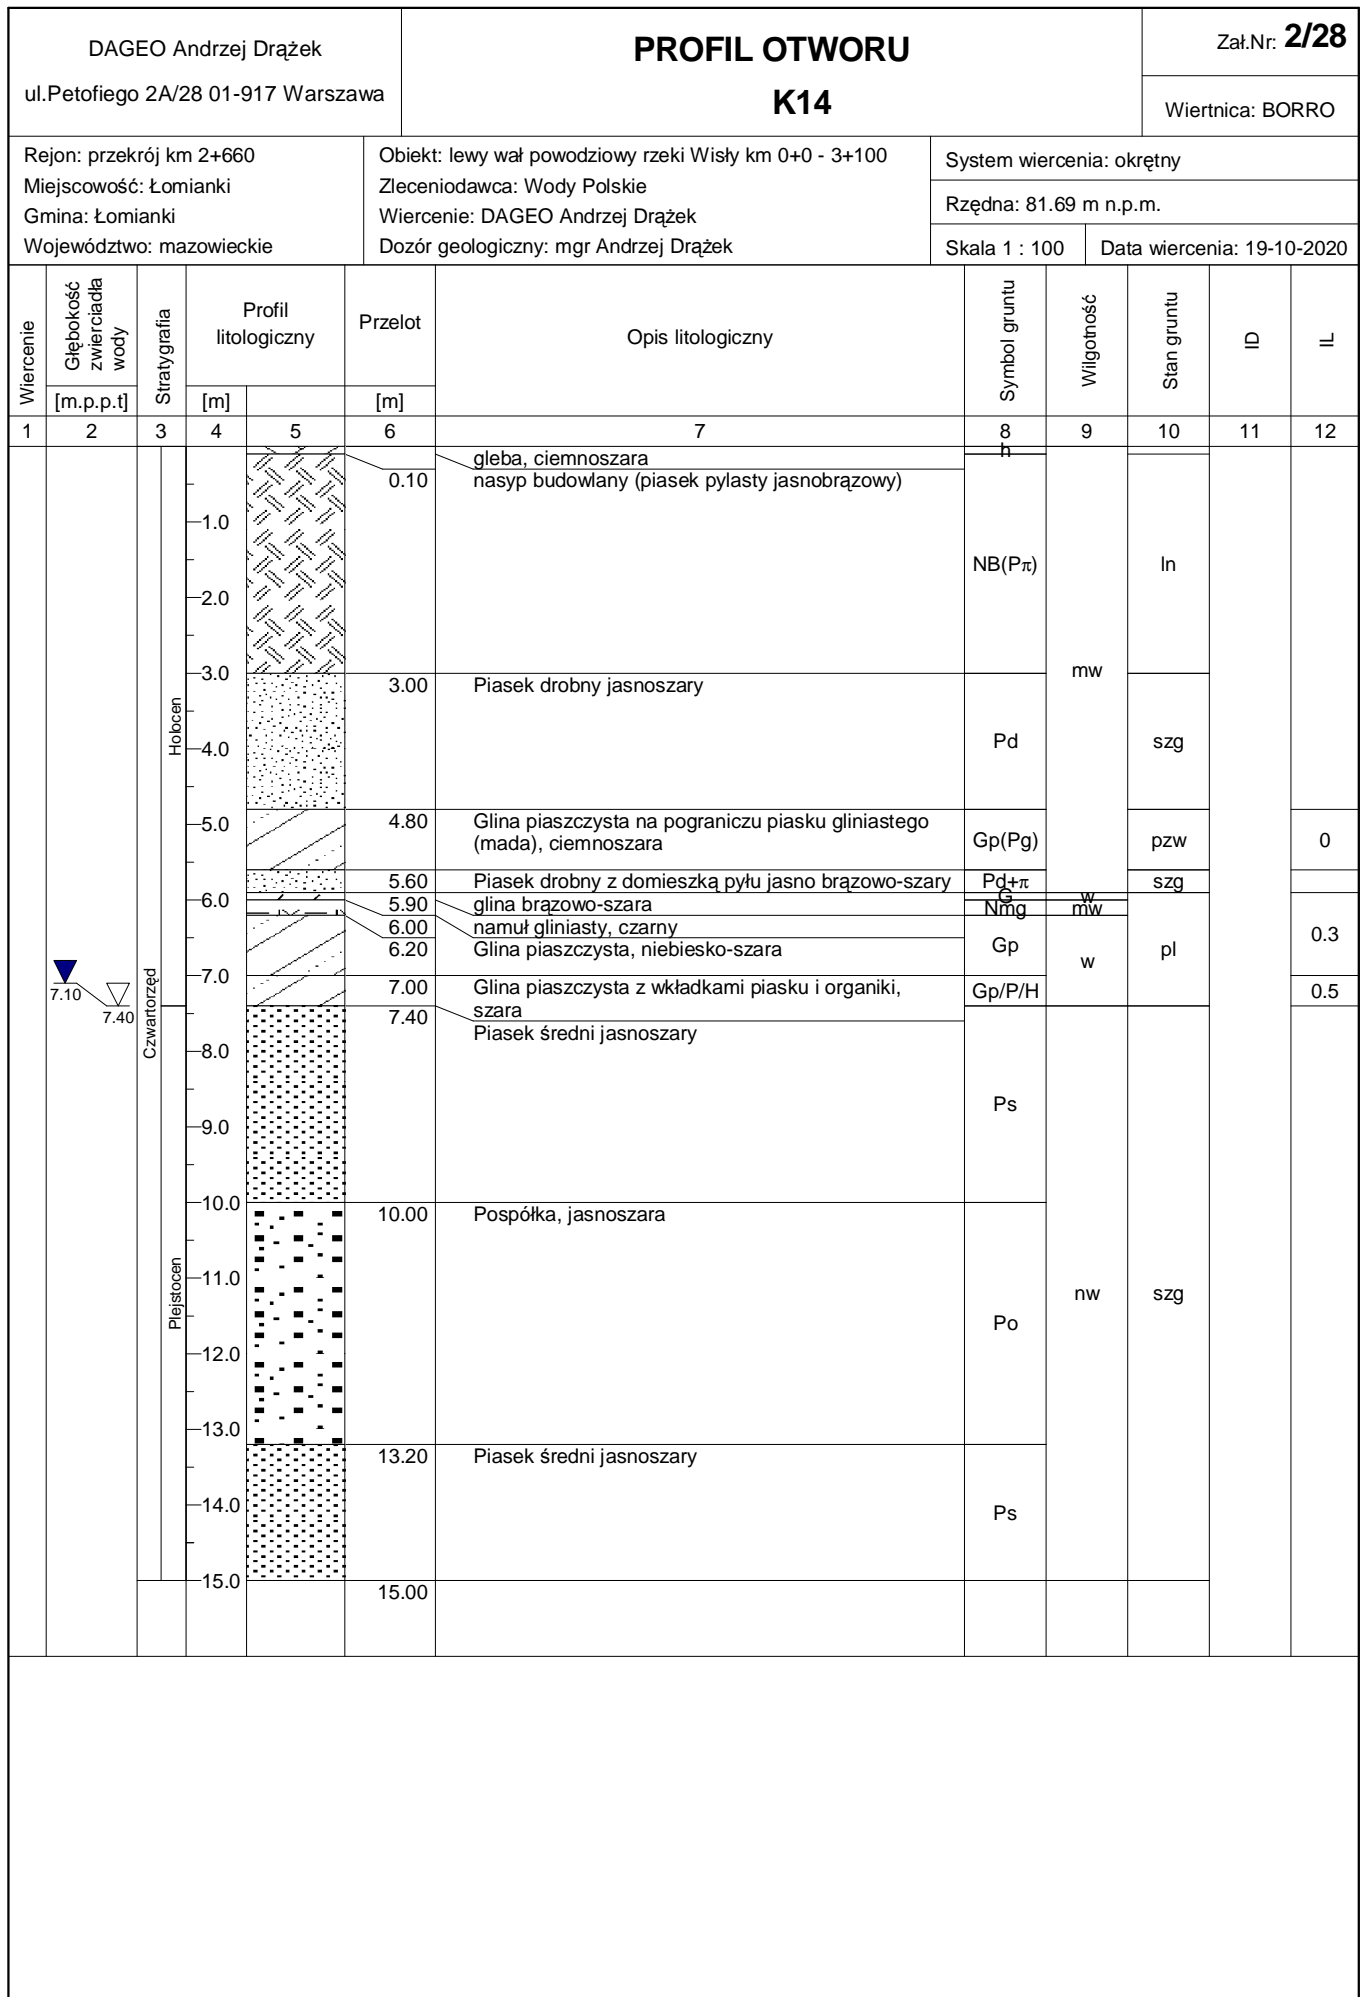 DAGEO Andrzej Drążek
ul.Petofiego 2A/28 01-917 Warszawa
PROFIL OTWORU
K14
Zał.Nr: 2/28
Wiertnica: BORRO
Rejon: przekrój km 2+660
Miejscowość: Łomianki
Gmina: Łomianki
Województwo: mazowieckie
Obiekt: lewy wał powodziowy rzeki Wisły km 0+0 - 3+100
Zleceniodawca: Wody Polskie
Wiercenie: DAGEO Andrzej Drążek
Dozór geologiczny: mgr Andrzej Drążek
System wiercenia: okrętny
Rzędna: 81.69 m n.p.m.
Skala 1 : 100
Data wiercenia: 19-10-2020
Wiercenie
Głębokość
zwierciadła
wody
[m.p.p.t]
Stratygrafia
Profil
litologiczny
[m]
Przelot
[m]
Opis litologiczny
Symbol gruntu
Wilgotność
Stan gruntu
ID
IL
1 2 3 4 5 6 7 8 9 10 11 12
gleba, ciemnoszara h
0.10 nasyp budowlany (piasek pylasty jasnobrązowy)
1.0
NB(Pπ) ln
2.0
3.0
mw
3.00 Piasek drobny jasnoszary
Holocen
4.0 Pd szg
5.0
4.80 Glina piaszczysta na pograniczu piasku gliniastego
(mada), ciemnoszara Gp(Pg) pzw 0
5.60 Piasek drobny z domieszką pyłu jasno brązowo-szary Pd+π szg
6.0
5.90 glina brązowo-szara G w
6.00 namuł gliniasty, czarny Nmg mw
6.20 Glina piaszczysta, niebiesko-szara Gp w pl 0.3
7.0
7.00 Glina piaszczysta z wkładkami piasku i organiki,
szara Gp/P/H 0.5
7.10
7.40
Czwartorzęd
7.40 Piasek średni jasnoszary
8.0
Ps
9.0
10.0
10.00 Pospółka, jasnoszara
11.0
Plejstocen
nw szg
Po
12.0
13.0
13.20 Piasek średni jasnoszary
14.0
Ps
15.0
15.00